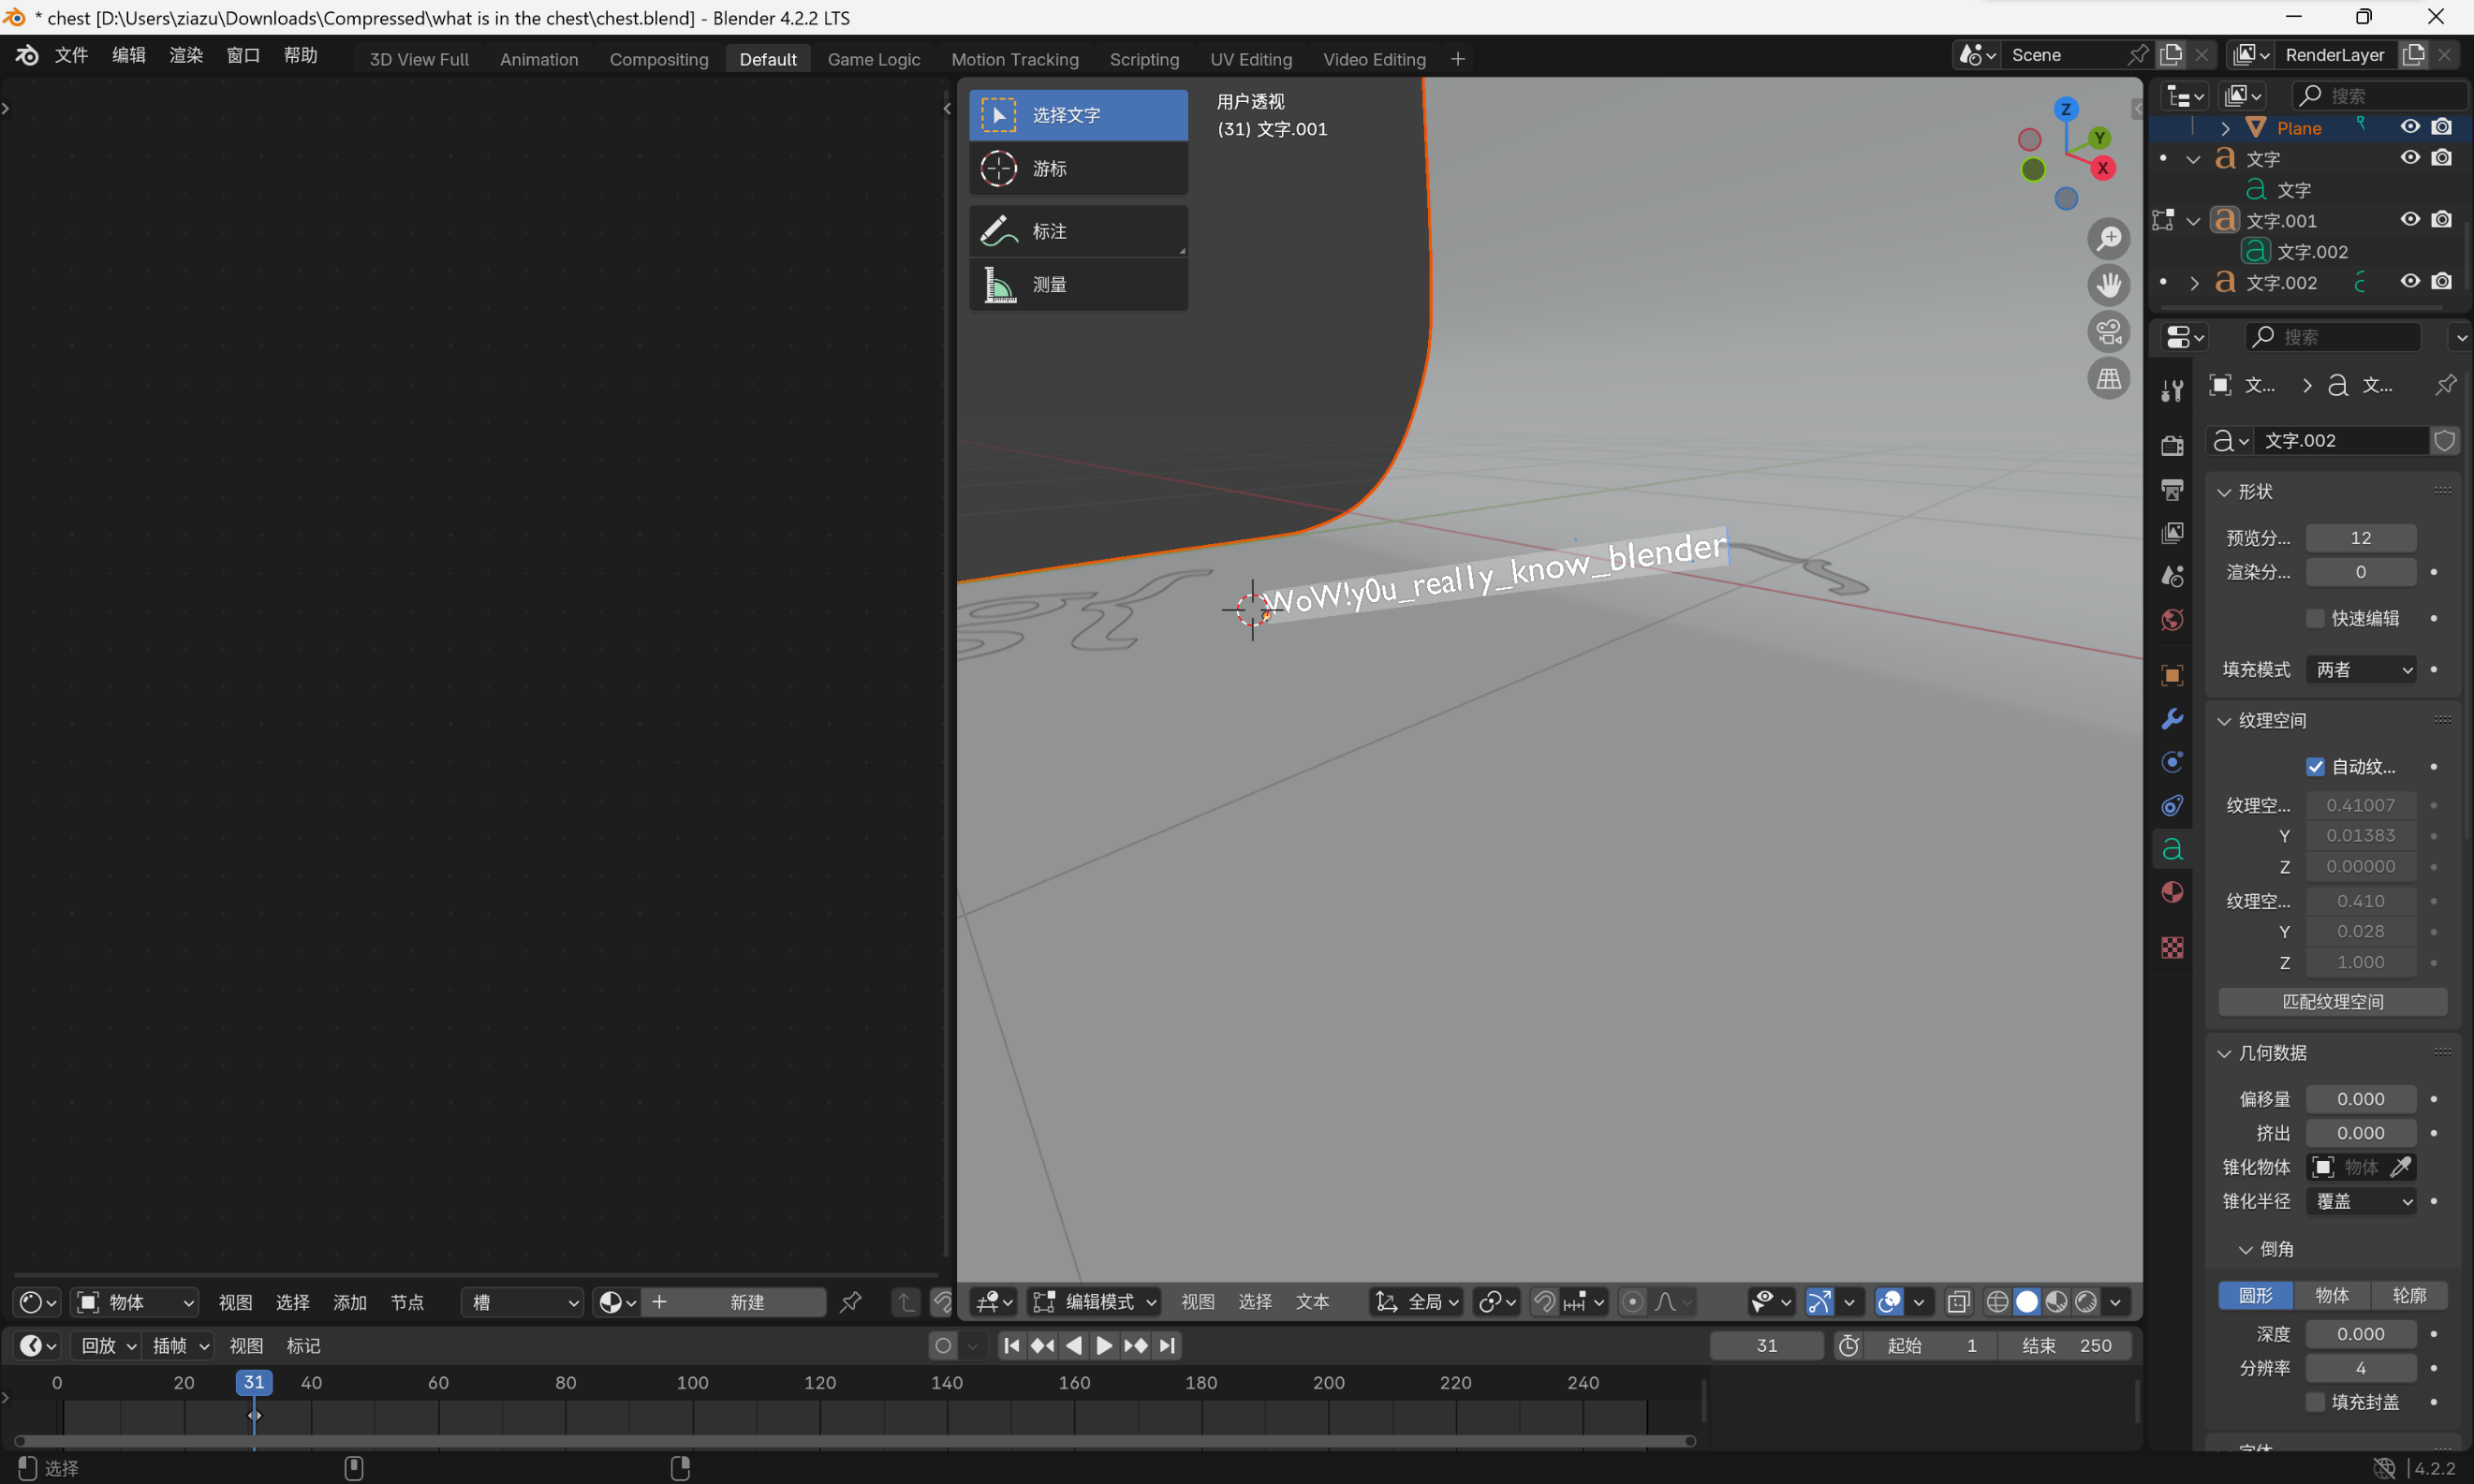 * chest [D:\Users\ziazu\Downloads\Compressed\what is in the chest\chest.blend] - Blender 4.2.2 LTS
文件 编辑 渲染 窗口 帮助 3D View Full Animation Compositing Default Game Logic Motion Tracking Scripting UV Editing Video Editing + Scene RenderLayer
选择文字
游标
标注
测量
用户透视
(31) 文字.001
Z
Y
X
WoW!y0u_rea11y_know_blender
搜索
Plane
文字
文字
文字.001
文字.002
文字.002
搜索
文... > 文...
文字.002
形状
预览分... 12
渲染分... 0
快速编辑
填充模式 两者
纹理空间
自动纹...
纹理空... 0.41007
Y 0.01383
Z 0.00000
纹理空... 0.410
Y 0.028
Z 1.000
匹配纹理空间
几何数据
偏移量 0.000
挤出 0.000
锥化物体 物体
锥化半径 覆盖
倒角
圆形 物体 轮廓
深度 0.000
分辨率 4
填充封盖
物体 视图 选择 添加 节点 槽 新建
编辑模式 视图 选择 文本 全局
回放 插帧 视图 标记 31 起始 1 结束 250
0 20 31 40 60 80 100 120 140 160 180 200 220 240
选择
4.2.2